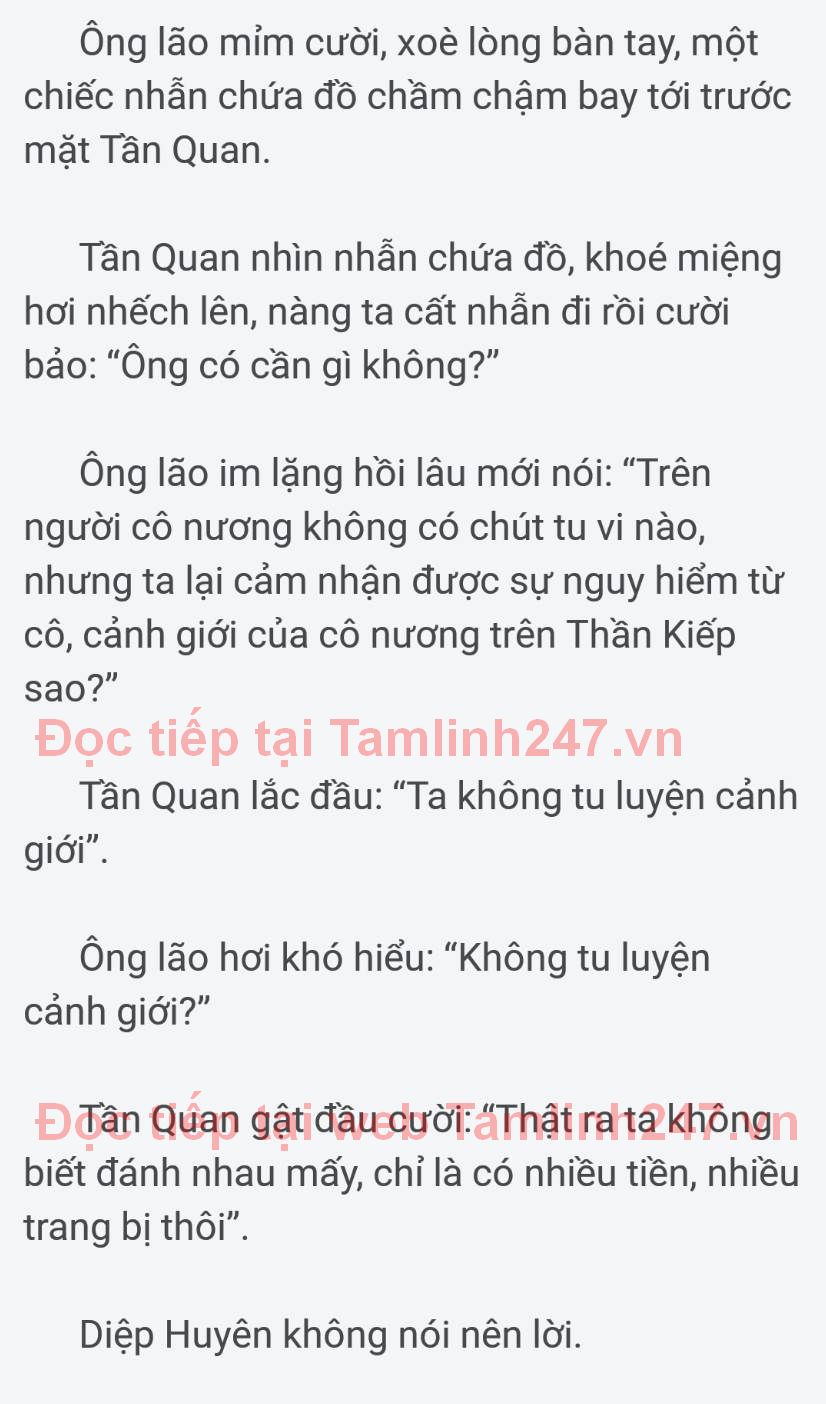 Ông lão mỉm cười, xoè lòng bàn tay, một
chiếc nhẫn chứa đồ chầm chậm bay tới trước
mặt Tần Quan.
Tần Quan nhìn nhẫn chứa đồ, khoé miệng
hơi nhếch lên, nàng ta cất nhẫn đi rồi cười
bảo: “Ông có cần gì không?”
Ông lão im lặng hồi lâu mới nói: “Trên
người cô nương không có chút tu vi nào,
nhưng ta lại cảm nhận được sự nguy hiểm từ
cô, cảnh giới của cô nương trên Thần Kiếp
sao?”
Đọc tiếp tại Tamlinh247.vn
Tần Quan lắc đầu: “Ta không tu luyện cảnh
giới”.
Ông lão hơi khó hiểu: “Không tu luyện
cảnh giới?”
Đọc tiếp tại web Tamlinh247.vn
Tần Quan gật đầu cười: “Thật ra ta không
biết đánh nhau mấy, chỉ là có nhiều tiền, nhiều
trang bị thôi”.
Diệp Huyên không nói nên lời.